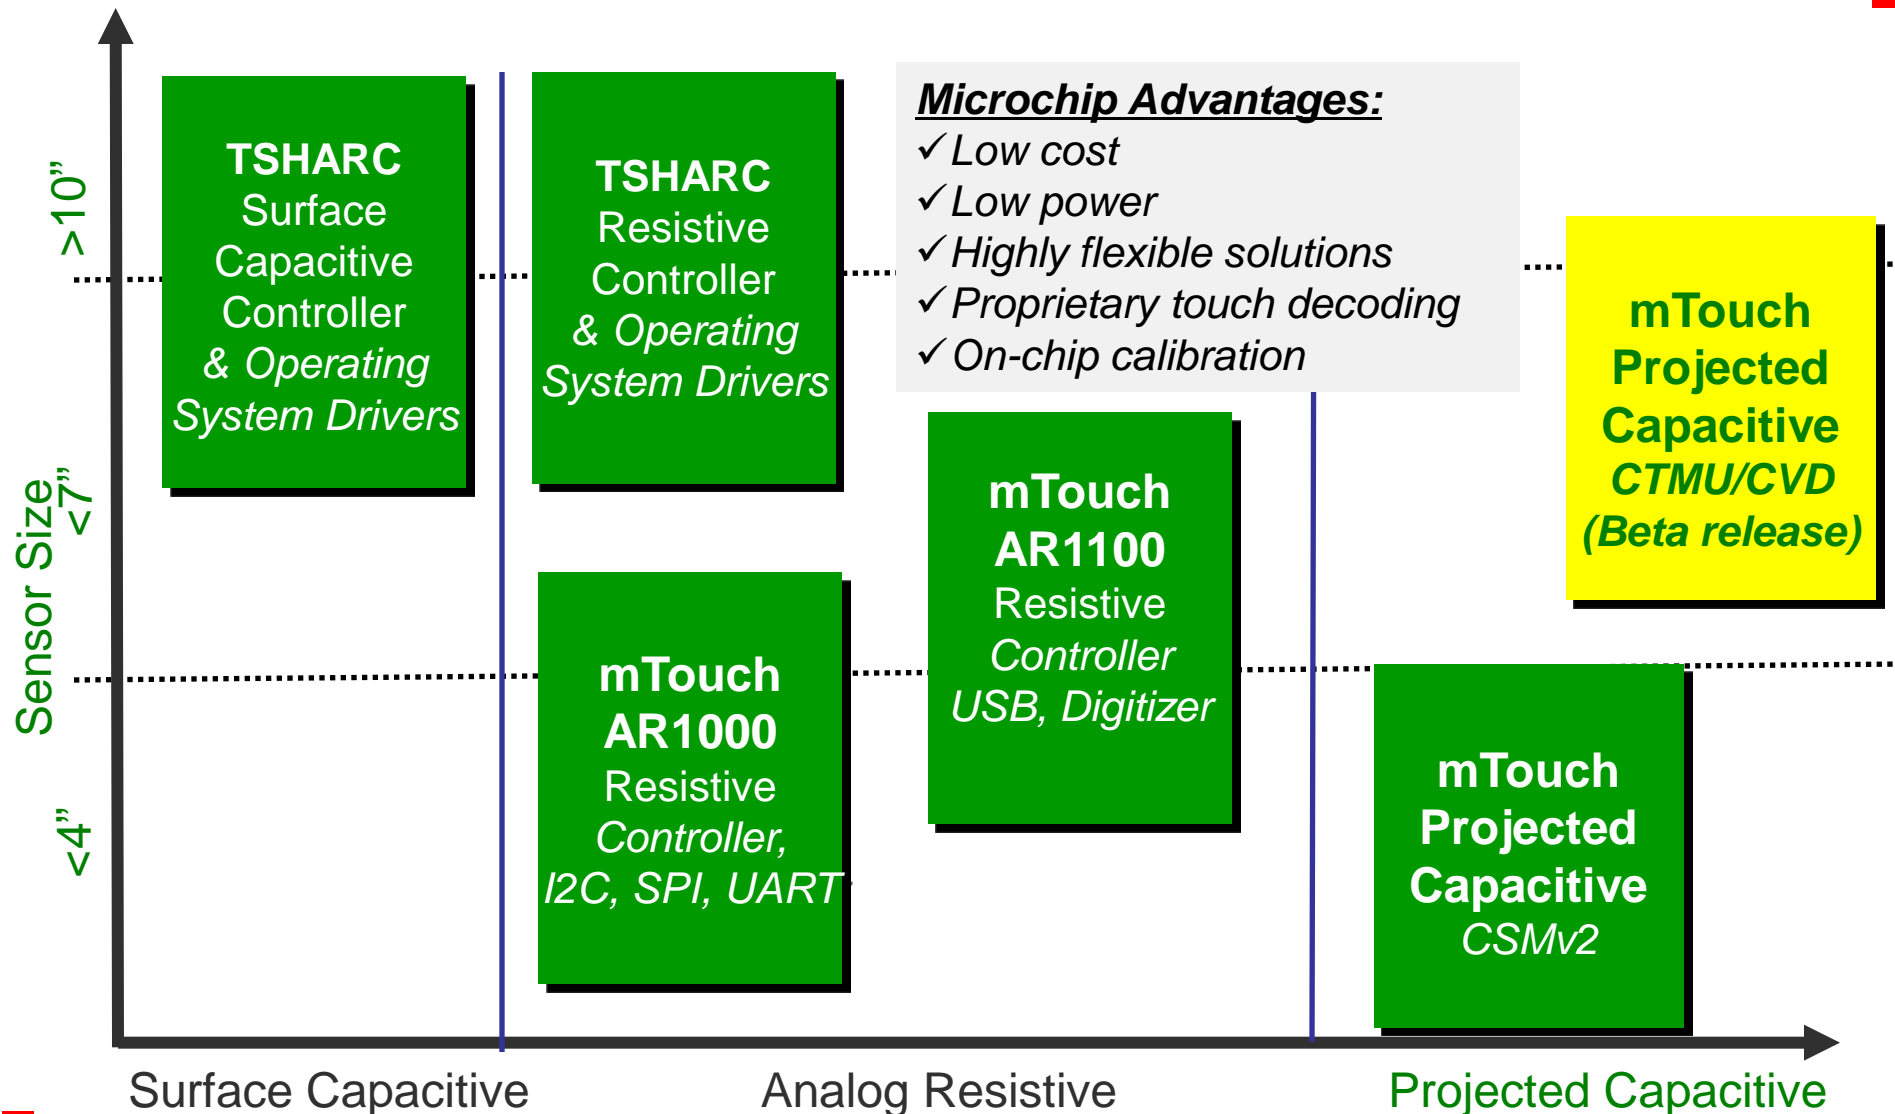 TSHARC
Surface
Capacitive
Controller
& Operating
System Drivers
TSHARC
Resistive
Controller
& Operating
System Drivers
Microchip Advantages:
✓Low cost
✓Low power
✓Highly flexible solutions
✓Proprietary touch decoding
✓On-chip calibration
mTouch
Projected
Capacitive
CTMU/CVD
(Beta release)
mTouch
AR1100
Resistive
Controller
USB, Digitizer
mTouch
AR1000
Resistive
Controller,
I2C, SPI, UART
mTouch
Projected
Capacitive
CSMv2
Sensor Size
>10”
<7”
<4”
Surface Capacitive
Analog Resistive
Projected Capacitive